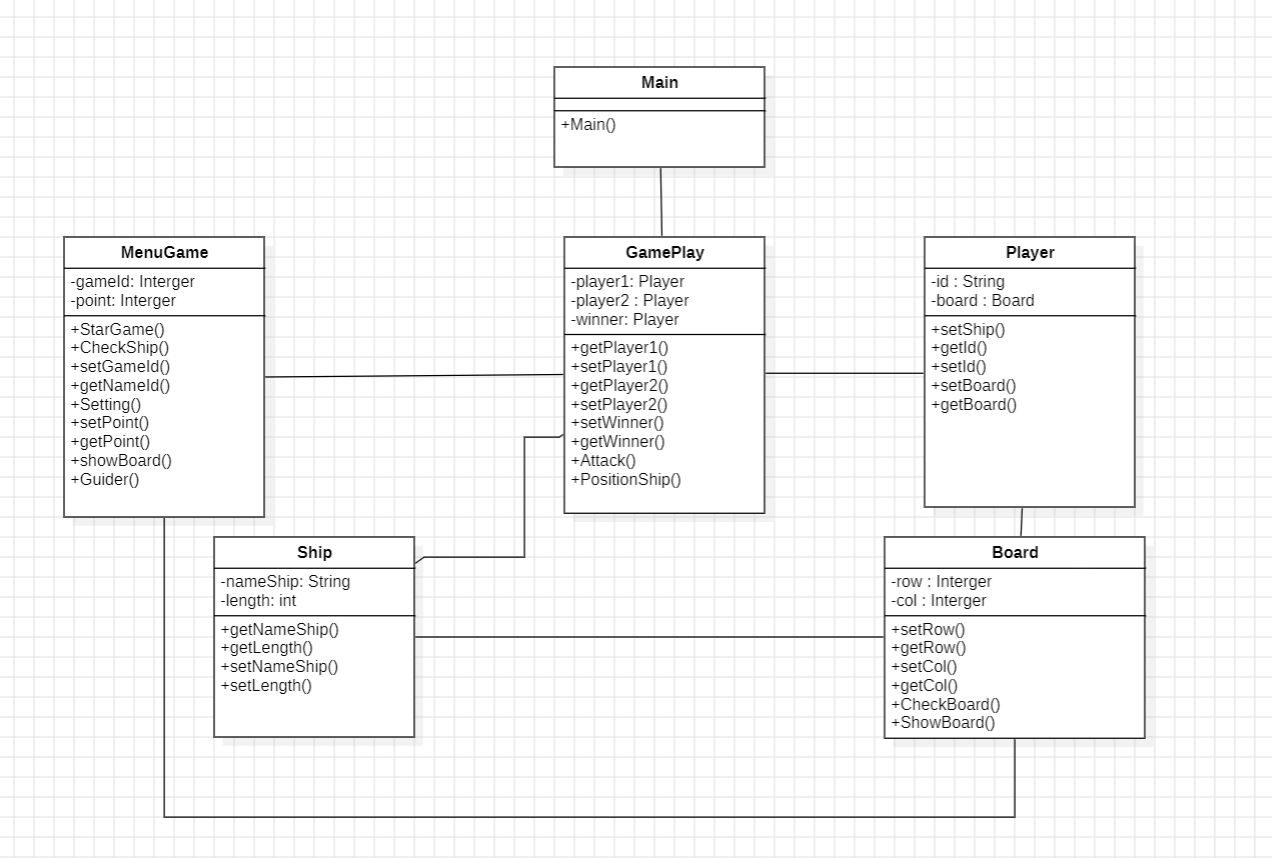 Main
+Main()
MenuGame
-gameId: Interger
-point: Interger
+StarGame()
+CheckShip()
+setGameId()
+getNameId()
+Setting()
+setPoint()
+getPoint()
+showBoard()
+Guider()
GamePlay
-player1: Player
-player2 : Player
-winner: Player
+getPlayer1()
+setPlayer1()
+getPlayer2()
+setPlayer2()
+setWinner()
+getWinner()
+Attack()
+PositionShip()
Player
-id : String
-board : Board
+setShip()
+getId()
+setId()
+setBoard()
+getBoard()
Ship
-nameShip: String
-length: int
+getNameShip()
+getLength()
+setNameShip()
+setLength()
Board
-row : Interger
-col : Interger
+setRow()
+getRow()
+setCol()
+getCol()
+CheckBoard()
+ShowBoard()